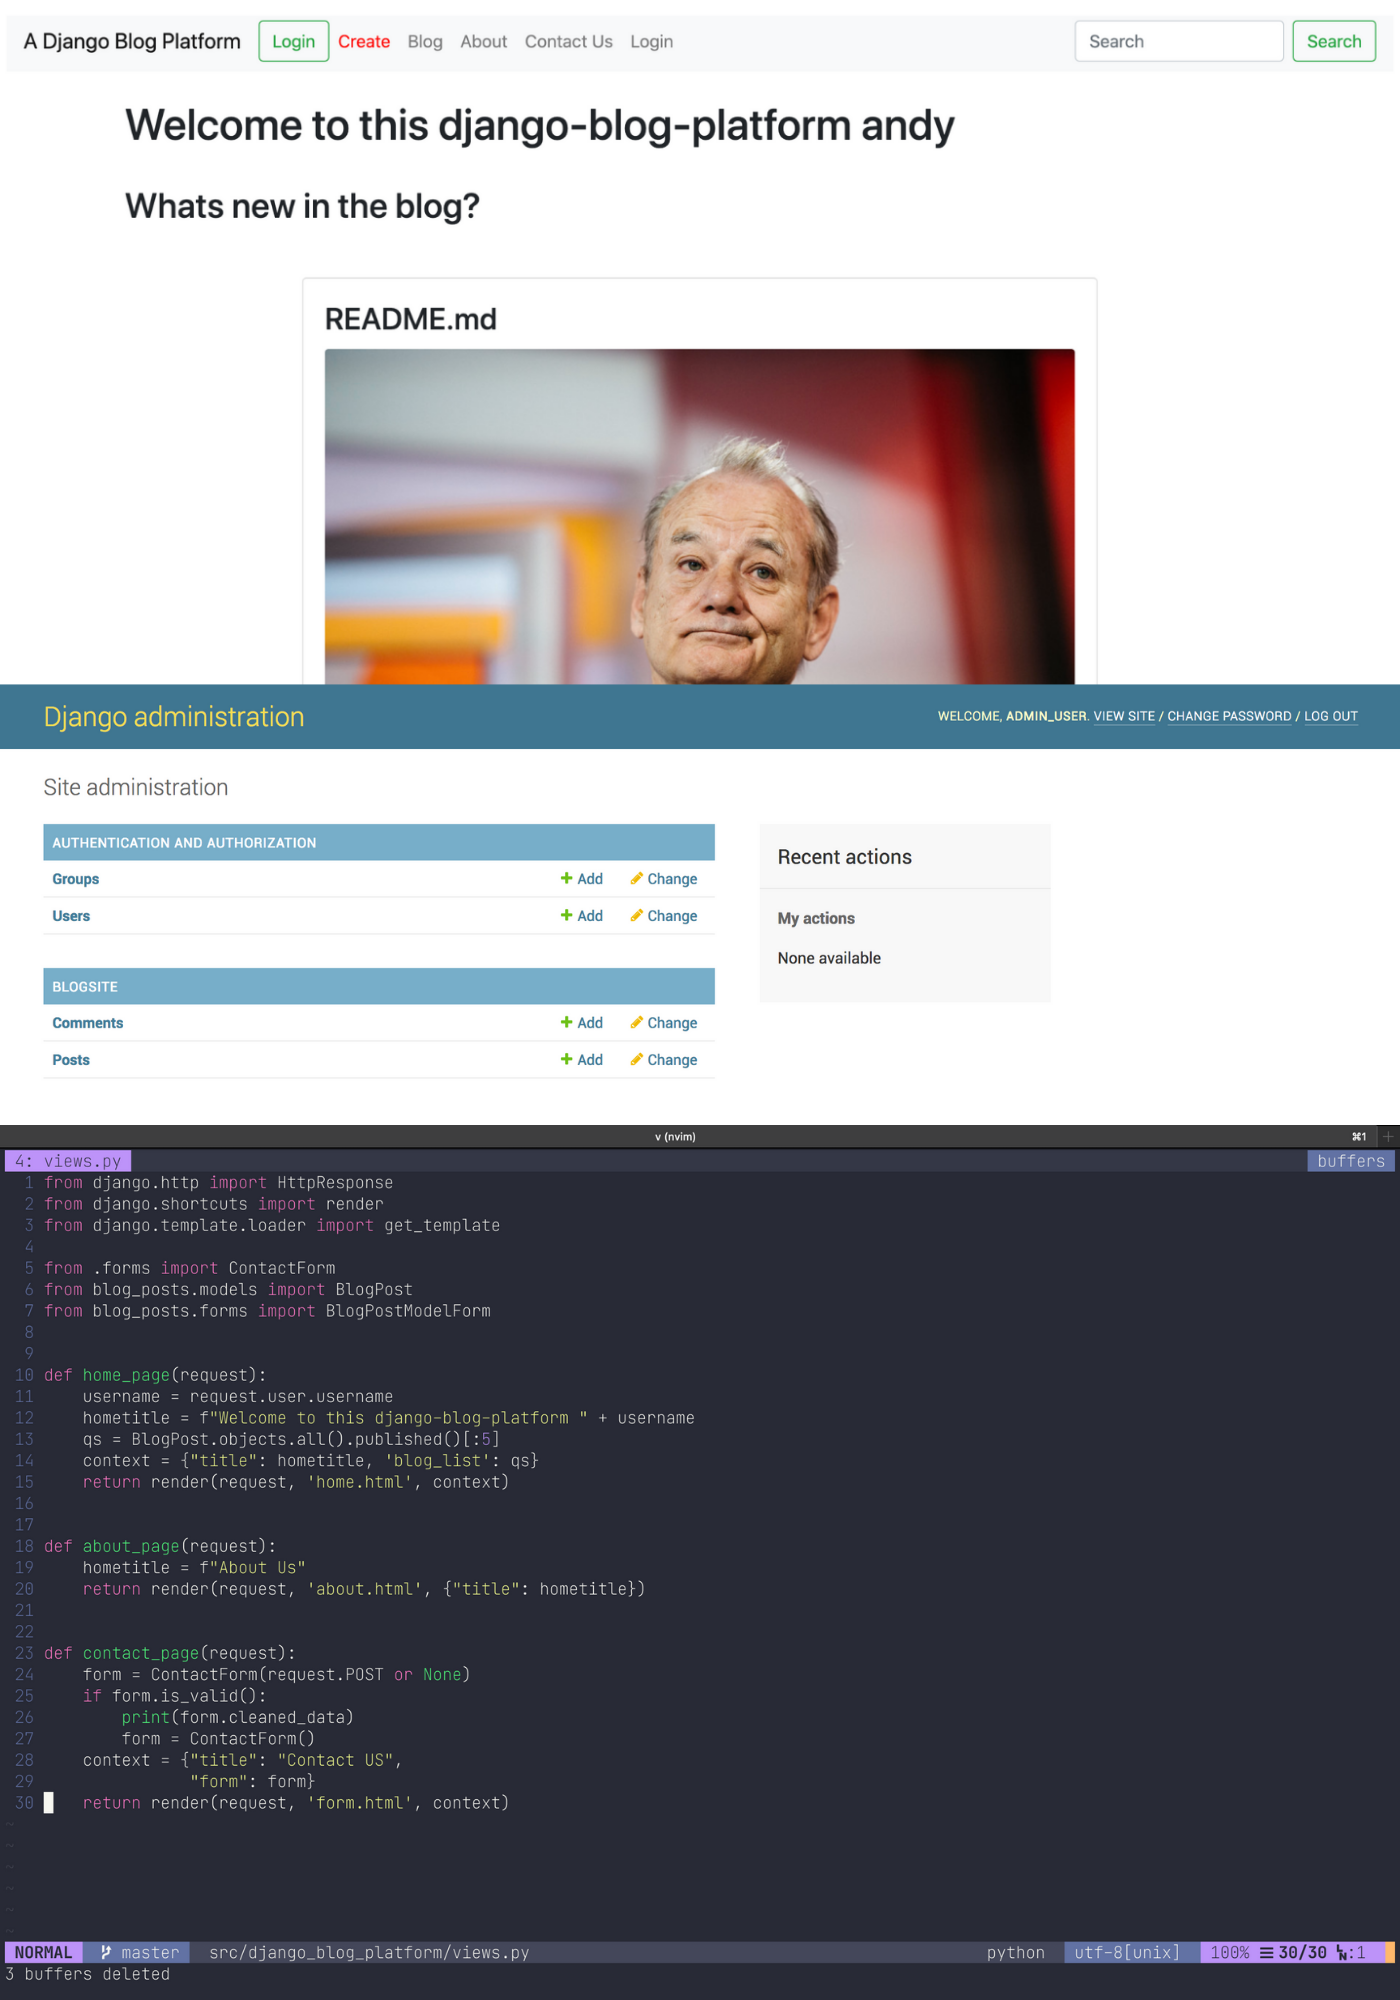 A Django Blog Platform Login Create Blog About Contact Us Login Search Search
Welcome to this django-blog-platform andy
Whats new in the blog?
README.md
Django administration WELCOME, ADMIN_USER. VIEW SITE / CHANGE PASSWORD / LOG OUT
Site administration
AUTHENTICATION AND AUTHORIZATION
Groups + Add Change
Users + Add Change
BLOGSITE
Comments + Add Change
Posts + Add Change
Recent actions
My actions
None available
v (nvim) ⌘1 +
4: views.py buffers
1 from django.http import HttpResponse
2 from django.shortcuts import render
3 from django.template.loader import get_template
4
5 from .forms import ContactForm
6 from blog_posts.models import BlogPost
7 from blog_posts.forms import BlogPostModelForm
8
9
10 def home_page(request):
11     username = request.user.username
12     hometitle = f"Welcome to this django-blog-platform " + username
13     qs = BlogPost.objects.all().published()[:5]
14     context = {"title": hometitle, 'blog_list': qs}
15     return render(request, 'home.html', context)
16
17
18 def about_page(request):
19     hometitle = f"About Us"
20     return render(request, 'about.html', {"title": hometitle})
21
22
23 def contact_page(request):
24     form = ContactForm(request.POST or None)
25     if form.is_valid():
26         print(form.cleaned_data)
27         form = ContactForm()
28     context = {"title": "Contact US",
29                "form": form}
30     return render(request, 'form.html', context)
~
~
~
~
~
~
NORMAL master src/django_blog_platform/views.py python utf-8[unix] 100% ☰ 30/30 ㏑:1
3 buffers deleted